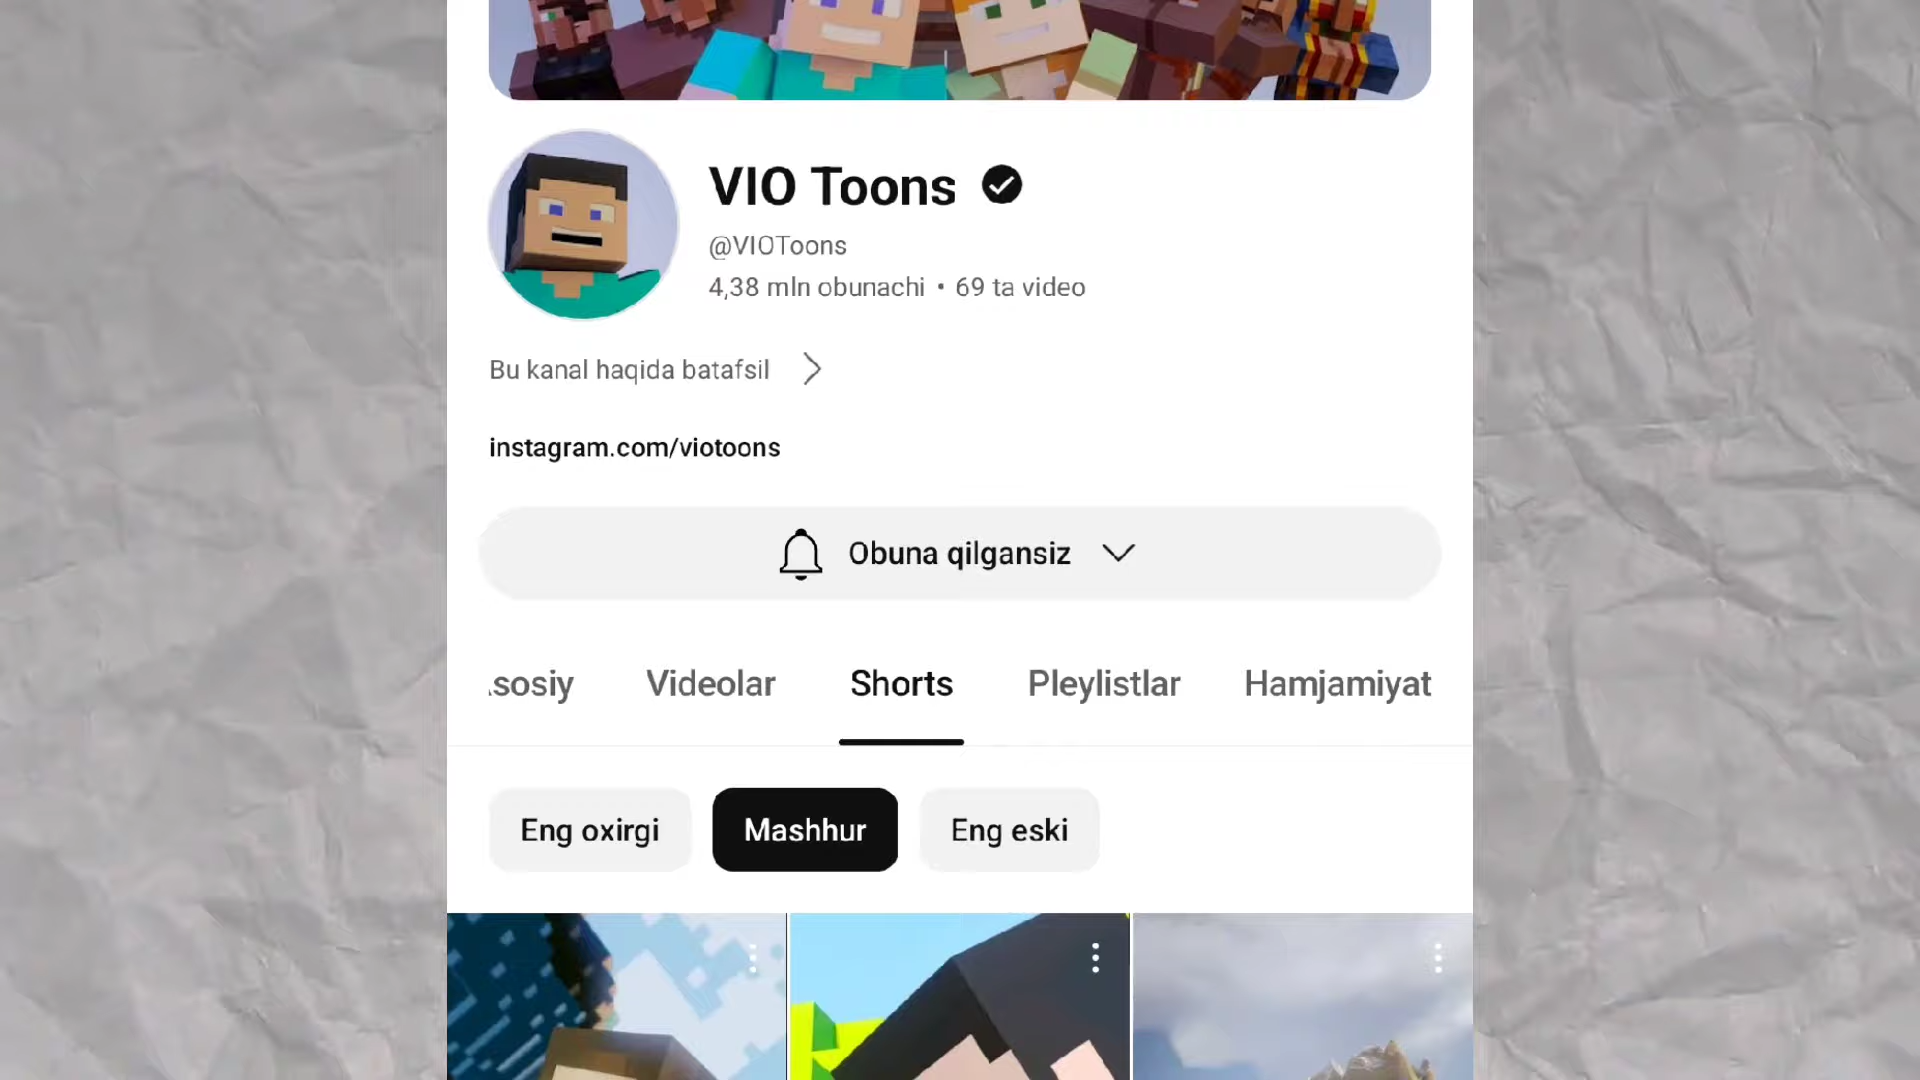 VIO Toons
@VIOToons
4,38 mln obunachi • 69 ta video
Bu kanal haqida batafsil
instagram.com/viotoons
Obuna qilgansiz
sosiy Videolar Shorts Pleylistlar Hamjamiyat
Eng oxirgi Mashhur Eng eski